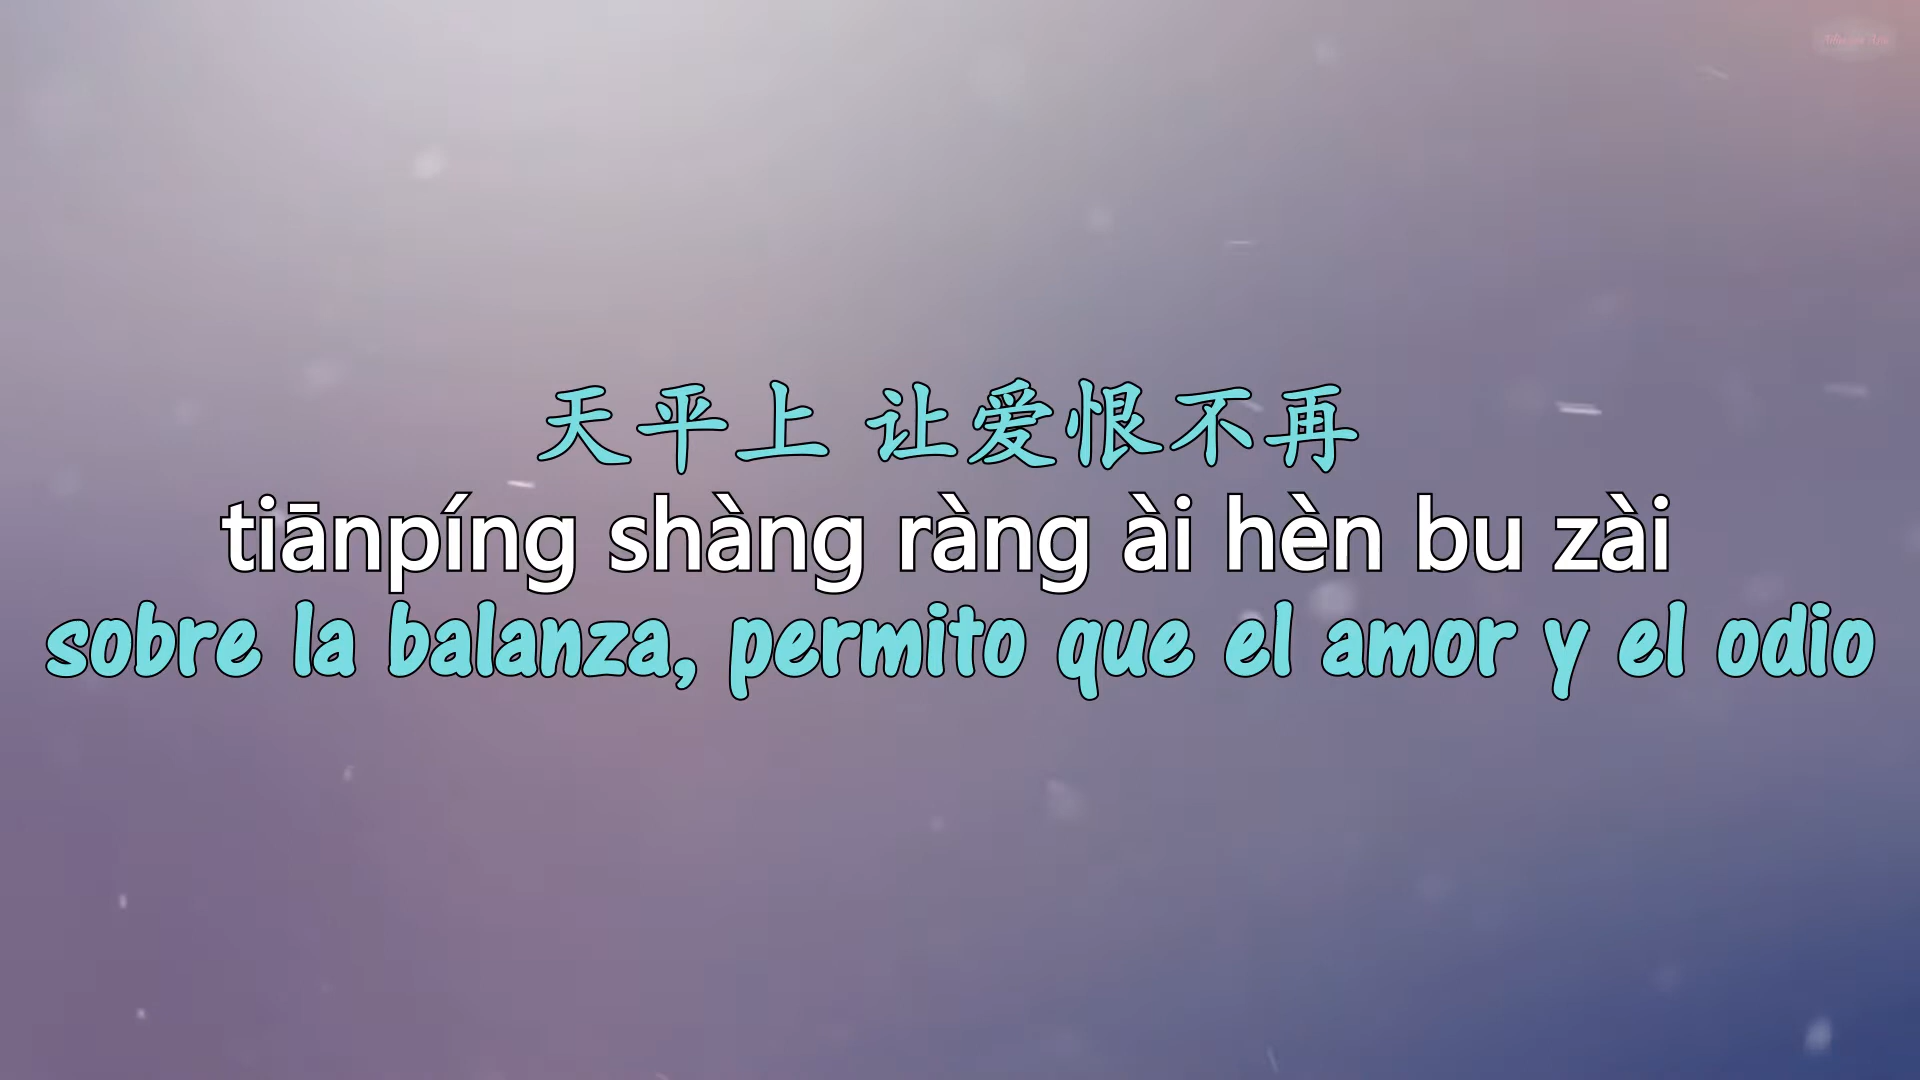 天平上 让爱恨不再
tiānpíng shàng ràng ài hèn bu zài
sobre la balanza, permito que el amor y el odio